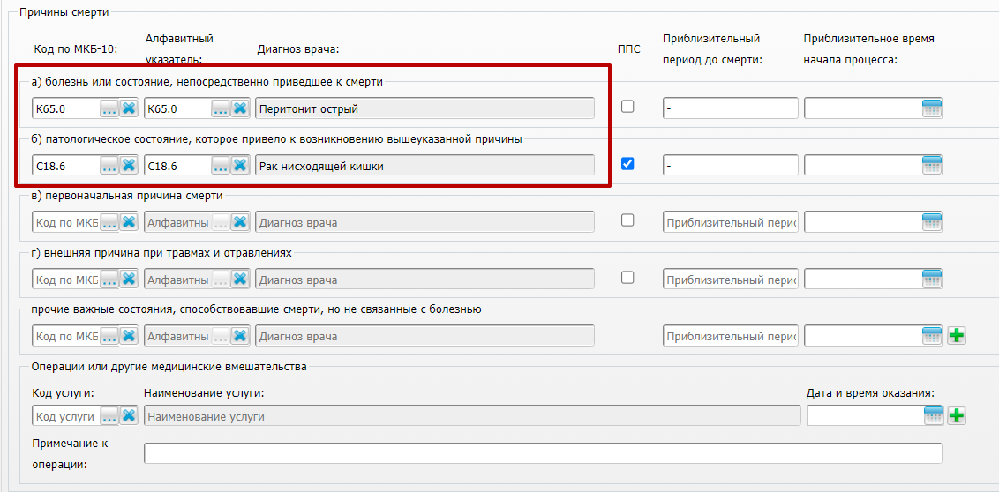 Причины смерти
Код по МКБ-10: Алфавитный указатель: Диагноз врача: ППС Приблизительный период до смерти: Приблизительное время начала процесса:
а) болезнь или состояние, непосредственно приведшее к смерти
K65.0 ... K65.0 ... Перитонит острый -
б) патологическое состояние, которое привело к возникновению вышеуказанной причины
C18.6 ... C18.6 ... Рак нисходящей кишки -
в) первоначальная причина смерти
Код по МКБ ... Алфавитны ... Диагноз врача Приблизительный перис
г) внешняя причина при травмах и отравлениях
Код по МКБ ... Алфавитны ... Диагноз врача Приблизительный перис
прочие важные состояния, способствовавшие смерти, но не связанные с болезнью
Код по МКБ ... Алфавитны ... Диагноз врача Приблизительный перис
Операции или другие медицинские вмешательства
Код услуги: Наименование услуги: Дата и время оказания:
Код услуги ... Наименование услуги
Примечание к
операции: